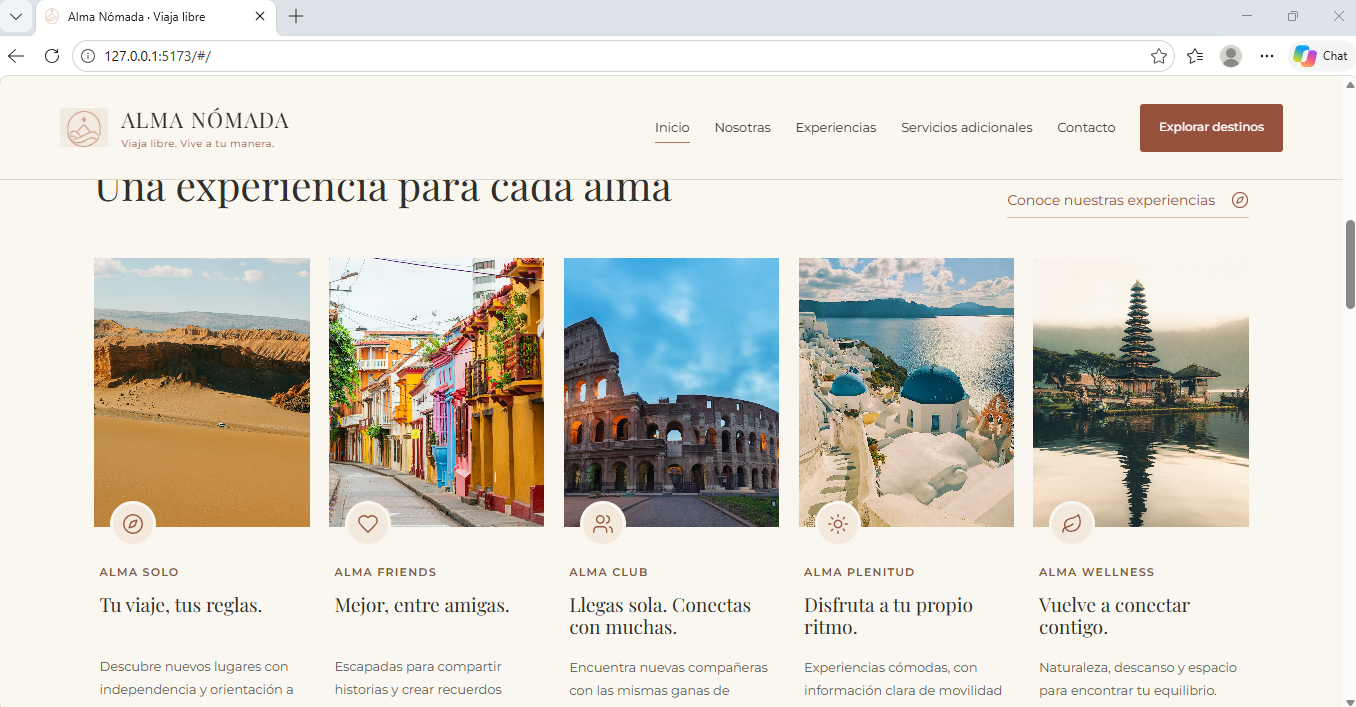 Alma Nómada · Viaja libre
127.0.0.1:5173/#/
Chat
ALMA NÓMADA
Viaja libre. Vive a tu manera.
Inicio
Nosotras
Experiencias
Servicios adicionales
Contacto
Explorar destinos
Una experiencia para cada alma
Conoce nuestras experiencias
ALMA SOLO
Tu viaje, tus reglas.
Descubre nuevos lugares con
independencia y orientación a
ALMA FRIENDS
Mejor, entre amigas.
Escapadas para compartir
historias y crear recuerdos
ALMA CLUB
Llegas sola. Conectas
con muchas.
Encuentra nuevas compañeras
con las mismas ganas de
ALMA PLENITUD
Disfruta a tu propio
ritmo.
Experiencias cómodas, con
información clara de movilidad
ALMA WELLNESS
Vuelve a conectar
contigo.
Naturaleza, descanso y espacio
para encontrar tu equilibrio.